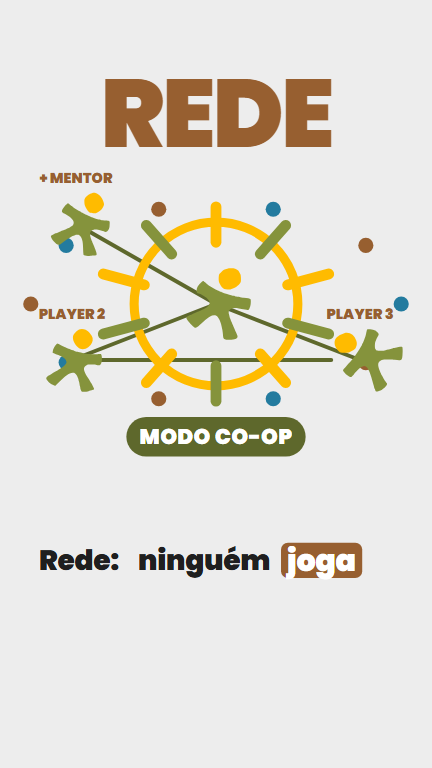 REDE
+ MENTOR
PLAYER 2
PLAYER 3
MODO CO-OP
Rede: ninguém joga